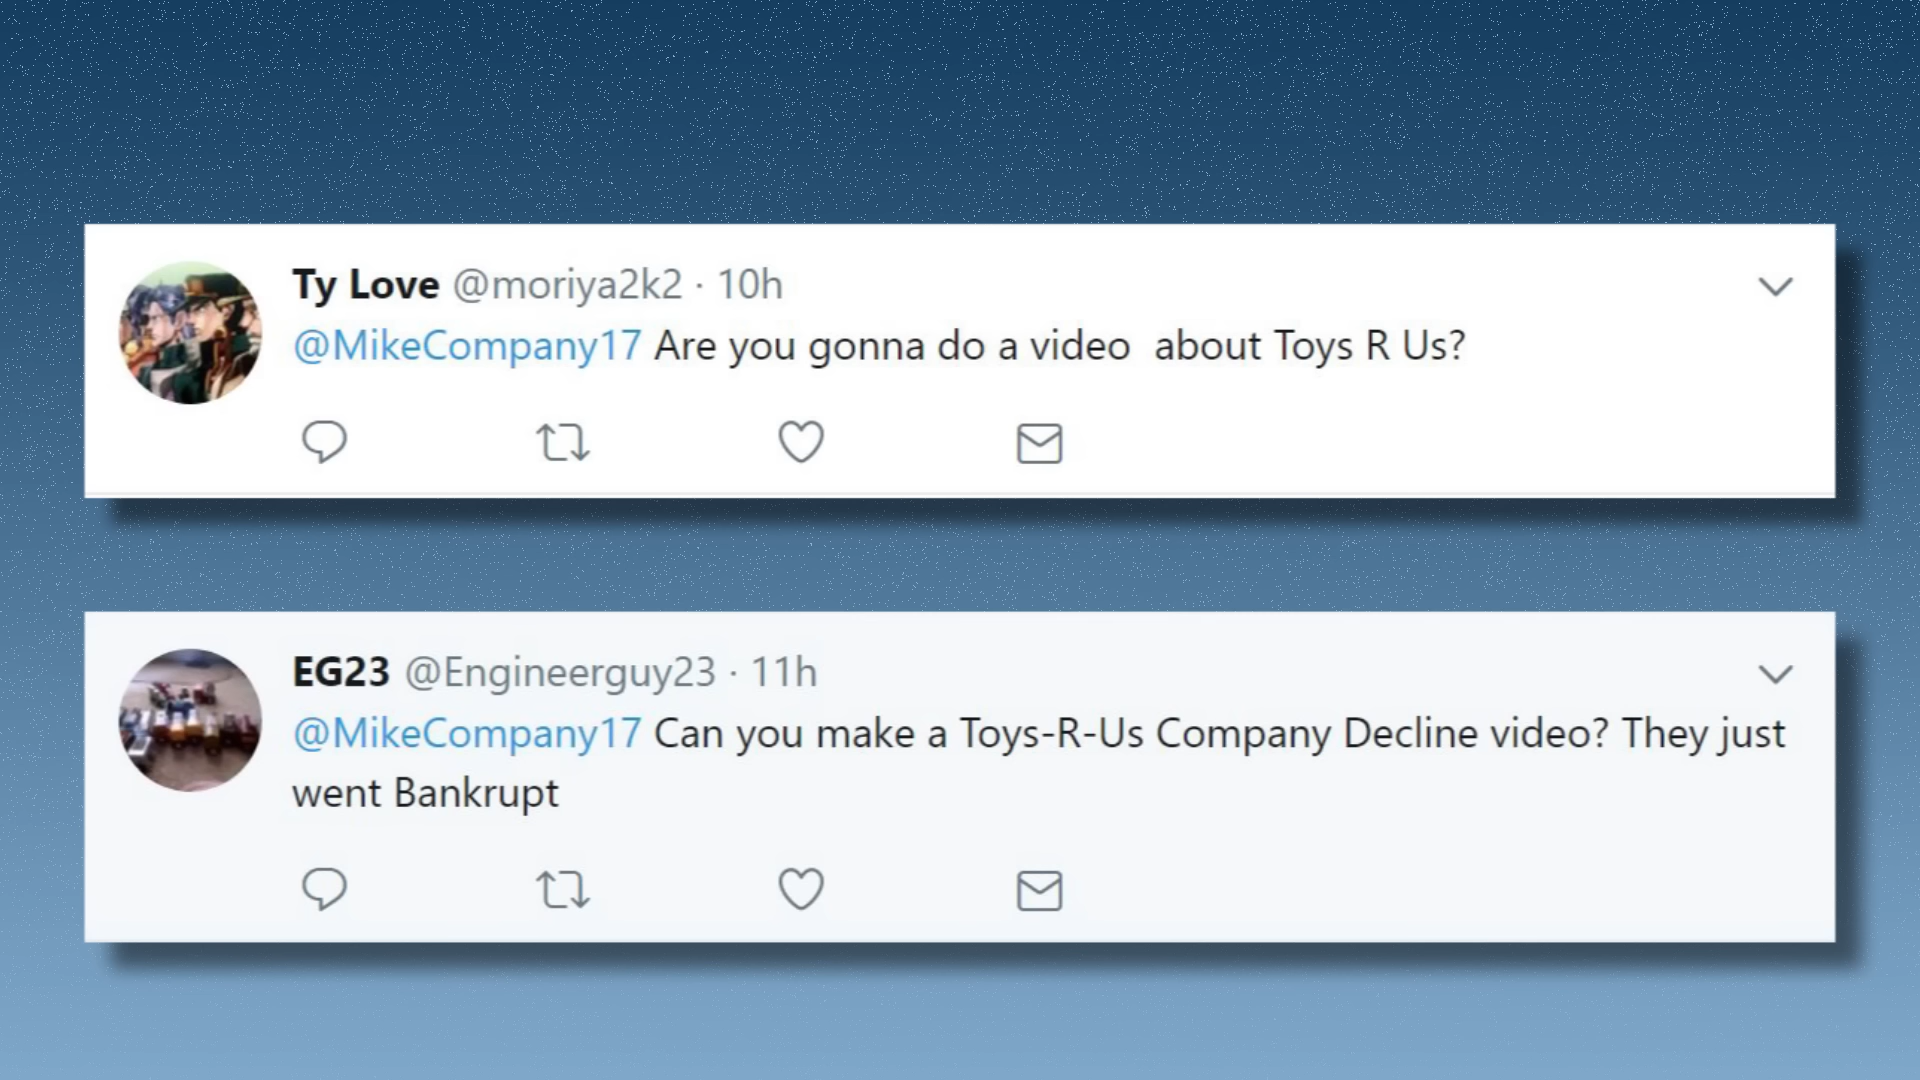 Ty Love @moriya2k2 · 10h
@MikeCompany17 Are you gonna do a video  about Toys R Us?
EG23 @Engineerguy23 · 11h
@MikeCompany17 Can you make a Toys-R-Us Company Decline video? They just
went Bankrupt